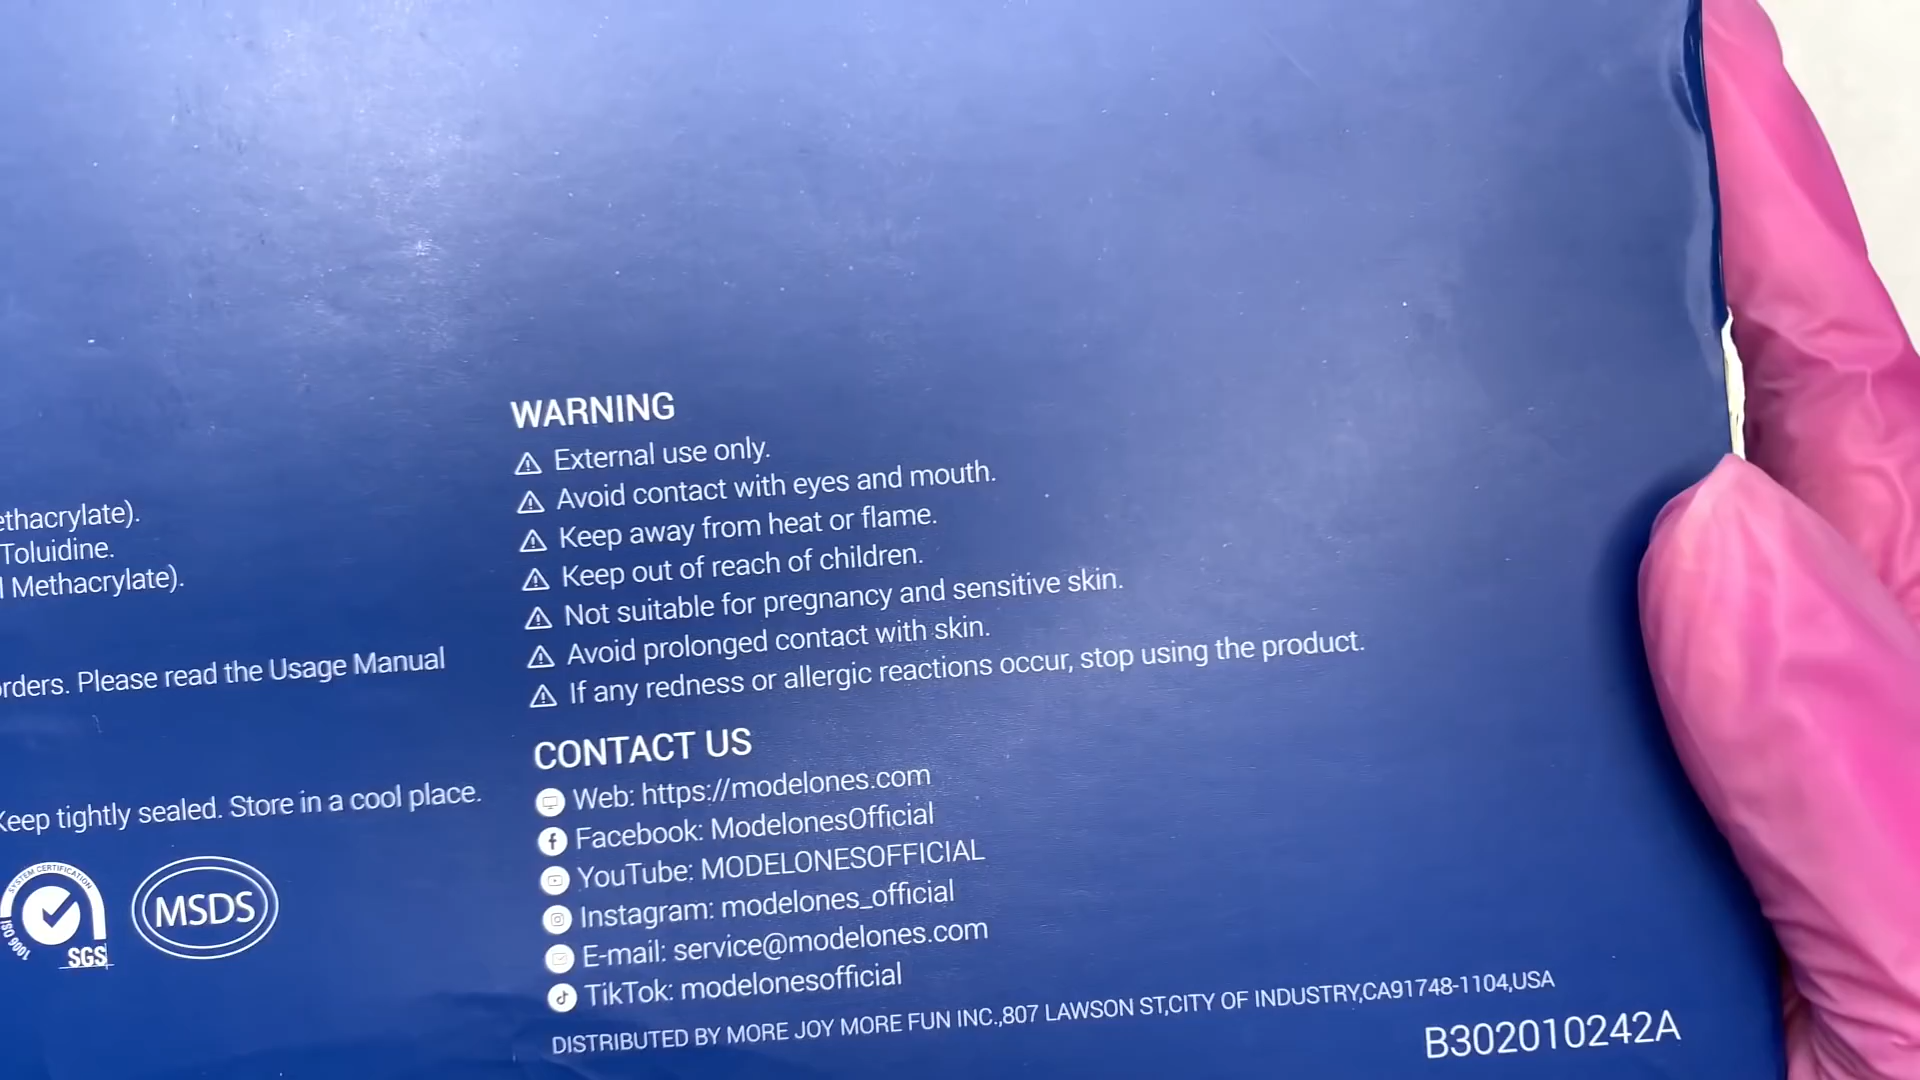 ethacrylate).
Toluidine.
Methacrylate).
orders. Please read the Usage Manual
Keep tightly sealed. Store in a cool place.
SYSTEM CERTIFICATION
ISO 9001
SGS
MSDS
WARNING
External use only.
Avoid contact with eyes and mouth.
Keep away from heat or flame.
Keep out of reach of children.
Not suitable for pregnancy and sensitive skin.
Avoid prolonged contact with skin.
If any redness or allergic reactions occur, stop using the product.
CONTACT US
Web: https://modelones.com
Facebook: ModelonesOfficial
YouTube: MODELONESOFFICIAL
Instagram: modelones_official
E-mail: service@modelones.com
TikTok: modelonesofficial
DISTRIBUTED BY MORE JOY MORE FUN INC.,807 LAWSON ST,CITY OF INDUSTRY,CA91748-1104,USA
B302010242A